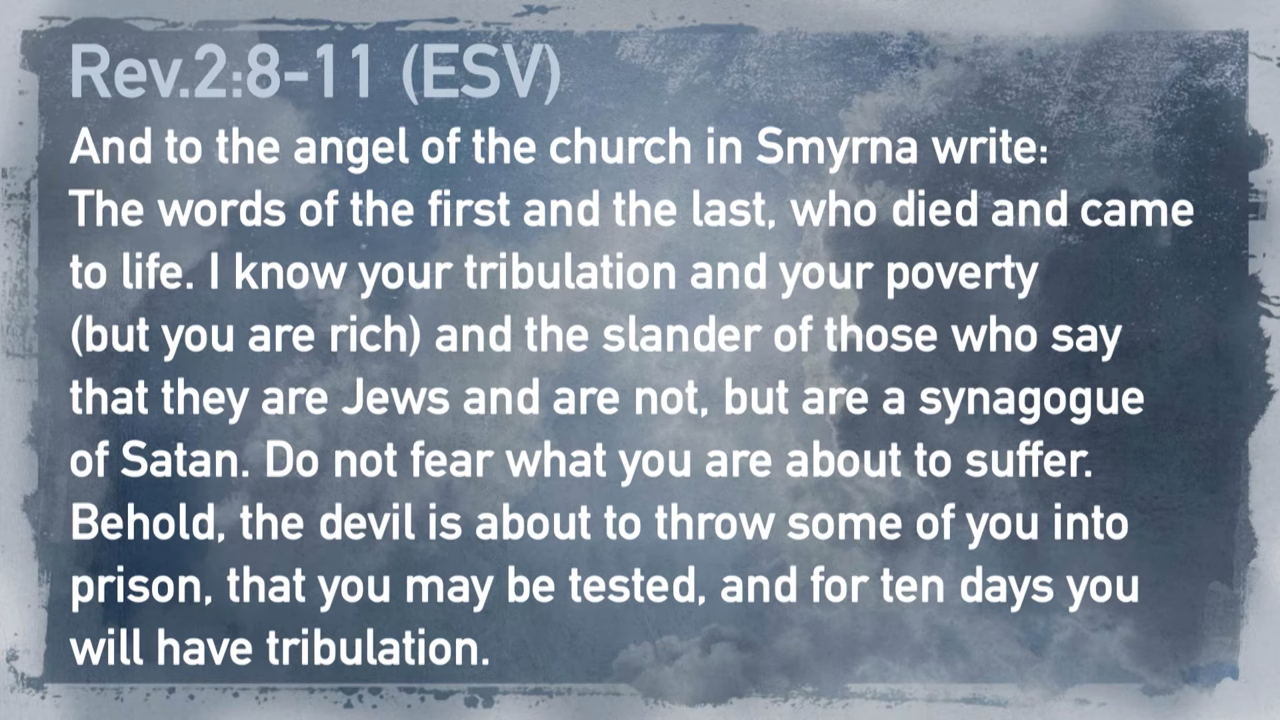 Rev.2:8-11 (ESV)
And to the angel of the church in Smyrna write:
The words of the first and the last, who died and came
to life. I know your tribulation and your poverty
(but you are rich) and the slander of those who say
that they are Jews and are not, but are a synagogue
of Satan. Do not fear what you are about to suffer.
Behold, the devil is about to throw some of you into
prison, that you may be tested, and for ten days you
will have tribulation.